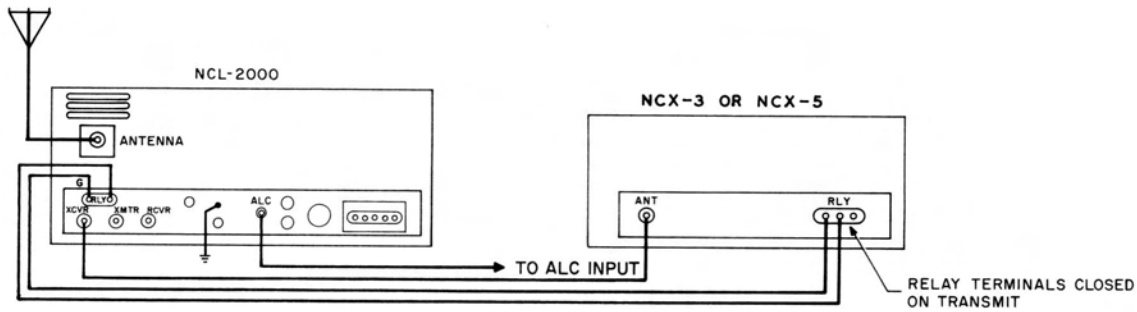 NCL-2000
NCX-3 OR NCX-5
ANTENNA
G
RLY
XCVR XMTR RCVR
ALC
ANT
RLY
TO ALC INPUT
RELAY TERMINALS CLOSED
ON TRANSMIT